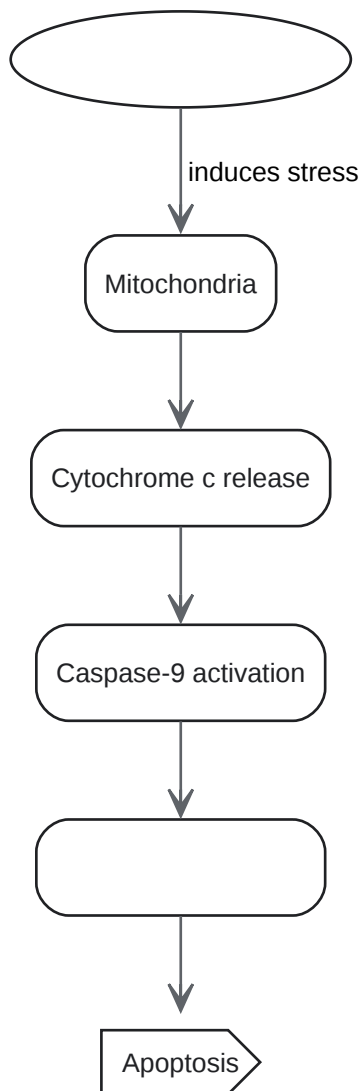 induces stress
Mitochondria
Cytochrome c release
Caspase-9 activation
Apoptosis